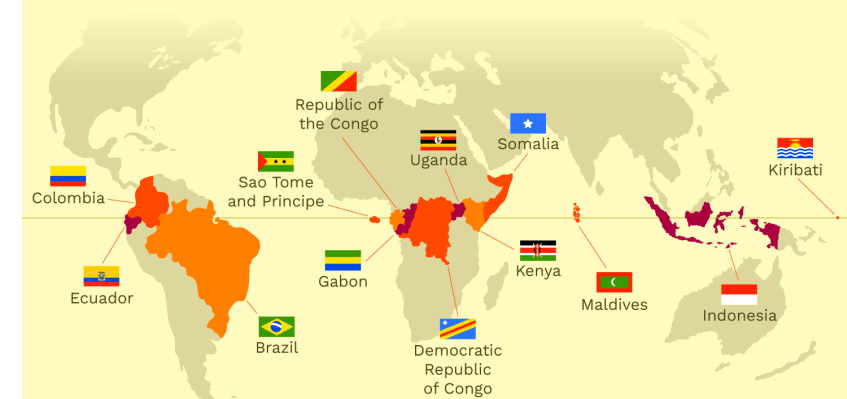 Republic of
the Congo
Uganda
Somalia
Kiribati
Colombia
Sao Tome
and Principe
Gabon
Kenya
Ecuador
Maldives
Indonesia
Brazil
Democratic
Republic
of Congo